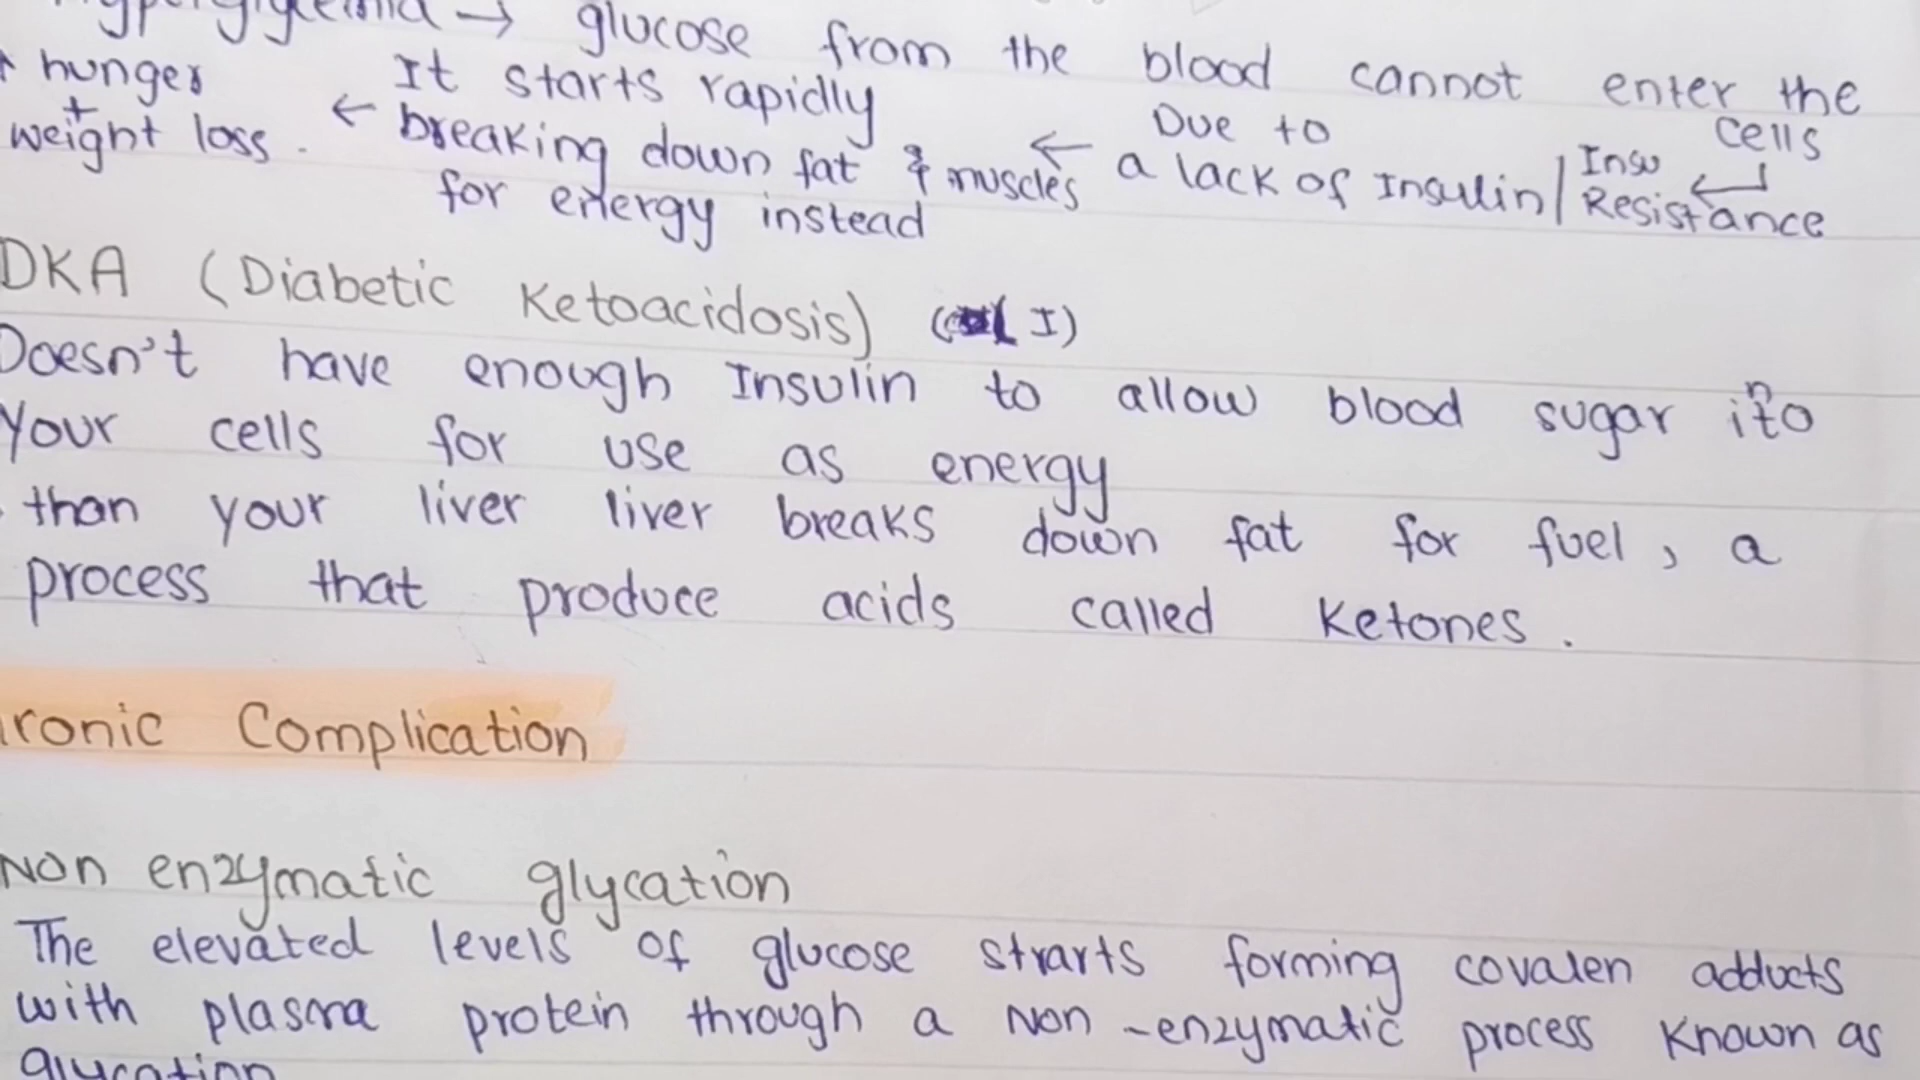 Hyperglycemia → glucose from the blood cannot enter the cells
Due to a lack of Insulin / Insu Resistance
← It starts rapidly breaking down fat & muscles for energy instead
← ↑ hunger + weight loss.
DKA (Diabetic Ketoacidosis) (I)
Doesn't have enough Insulin to allow blood sugar into
Your cells for use as energy
than your liver liver breaks down fat for fuel, a
process that produce acids called Ketones.
ronic Complication
Non enzymatic glycation
The elevated levels of glucose strarts forming covalen adducts
with plasma protein through a Non-enzymatic process Known as
glycation